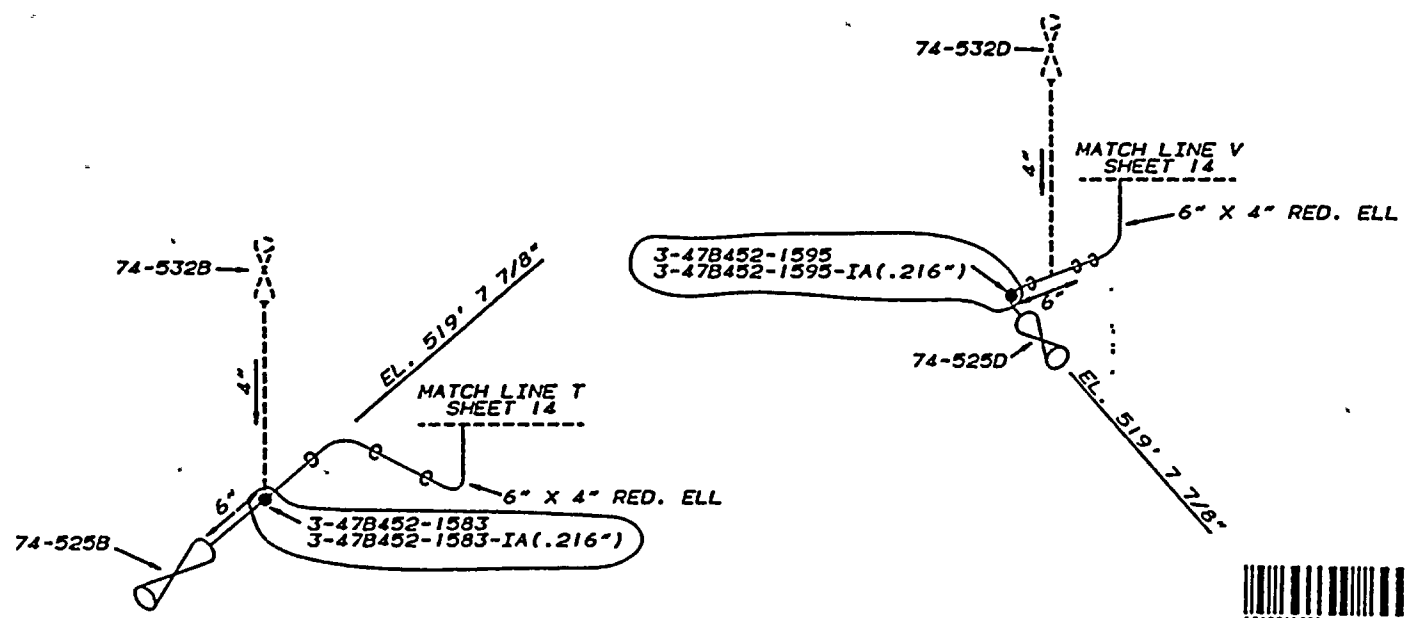 74-532D
4"
MATCH LINE V
SHEET 14
6" X 4" RED. ELL
3-47B452-1595
3-47B452-1595-IA(.216")
6"
74-525D
EL. 519' 7 7/8"
74-532B
4"
EL. 519' 7 7/8"
MATCH LINE T
SHEET 14
6" X 4" RED. ELL
6"
3-47B452-1583
3-47B452-1583-IA(.216")
74-525B